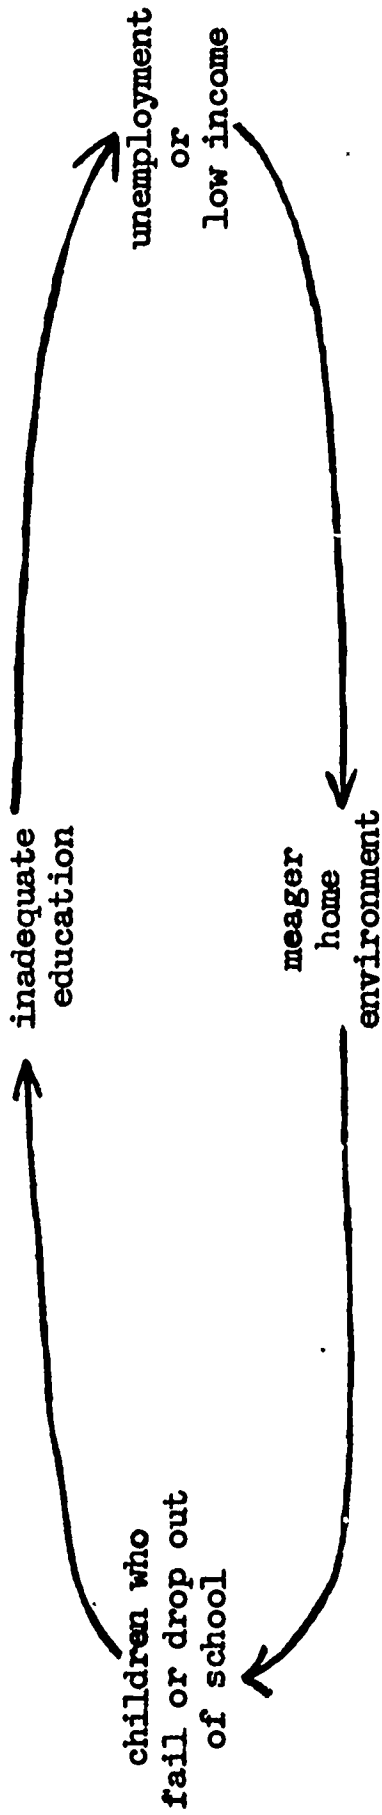 inadequate
education
unemployment
or
low income
meager
home
environment
children who
fail or drop out
of school